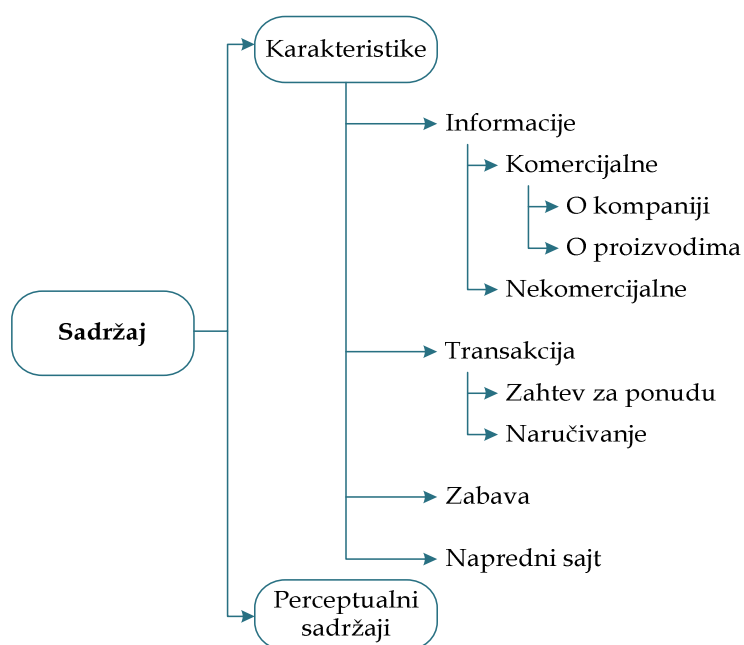 Karakteristike
Informacije
Komercijalne
O kompaniji
O proizvodima
Nekomercijalne
Sadržaj
Transakcija
Zahtev za ponudu
Naručivanje
Zabava
Napredni sajt
Perceptualni
sadržaji